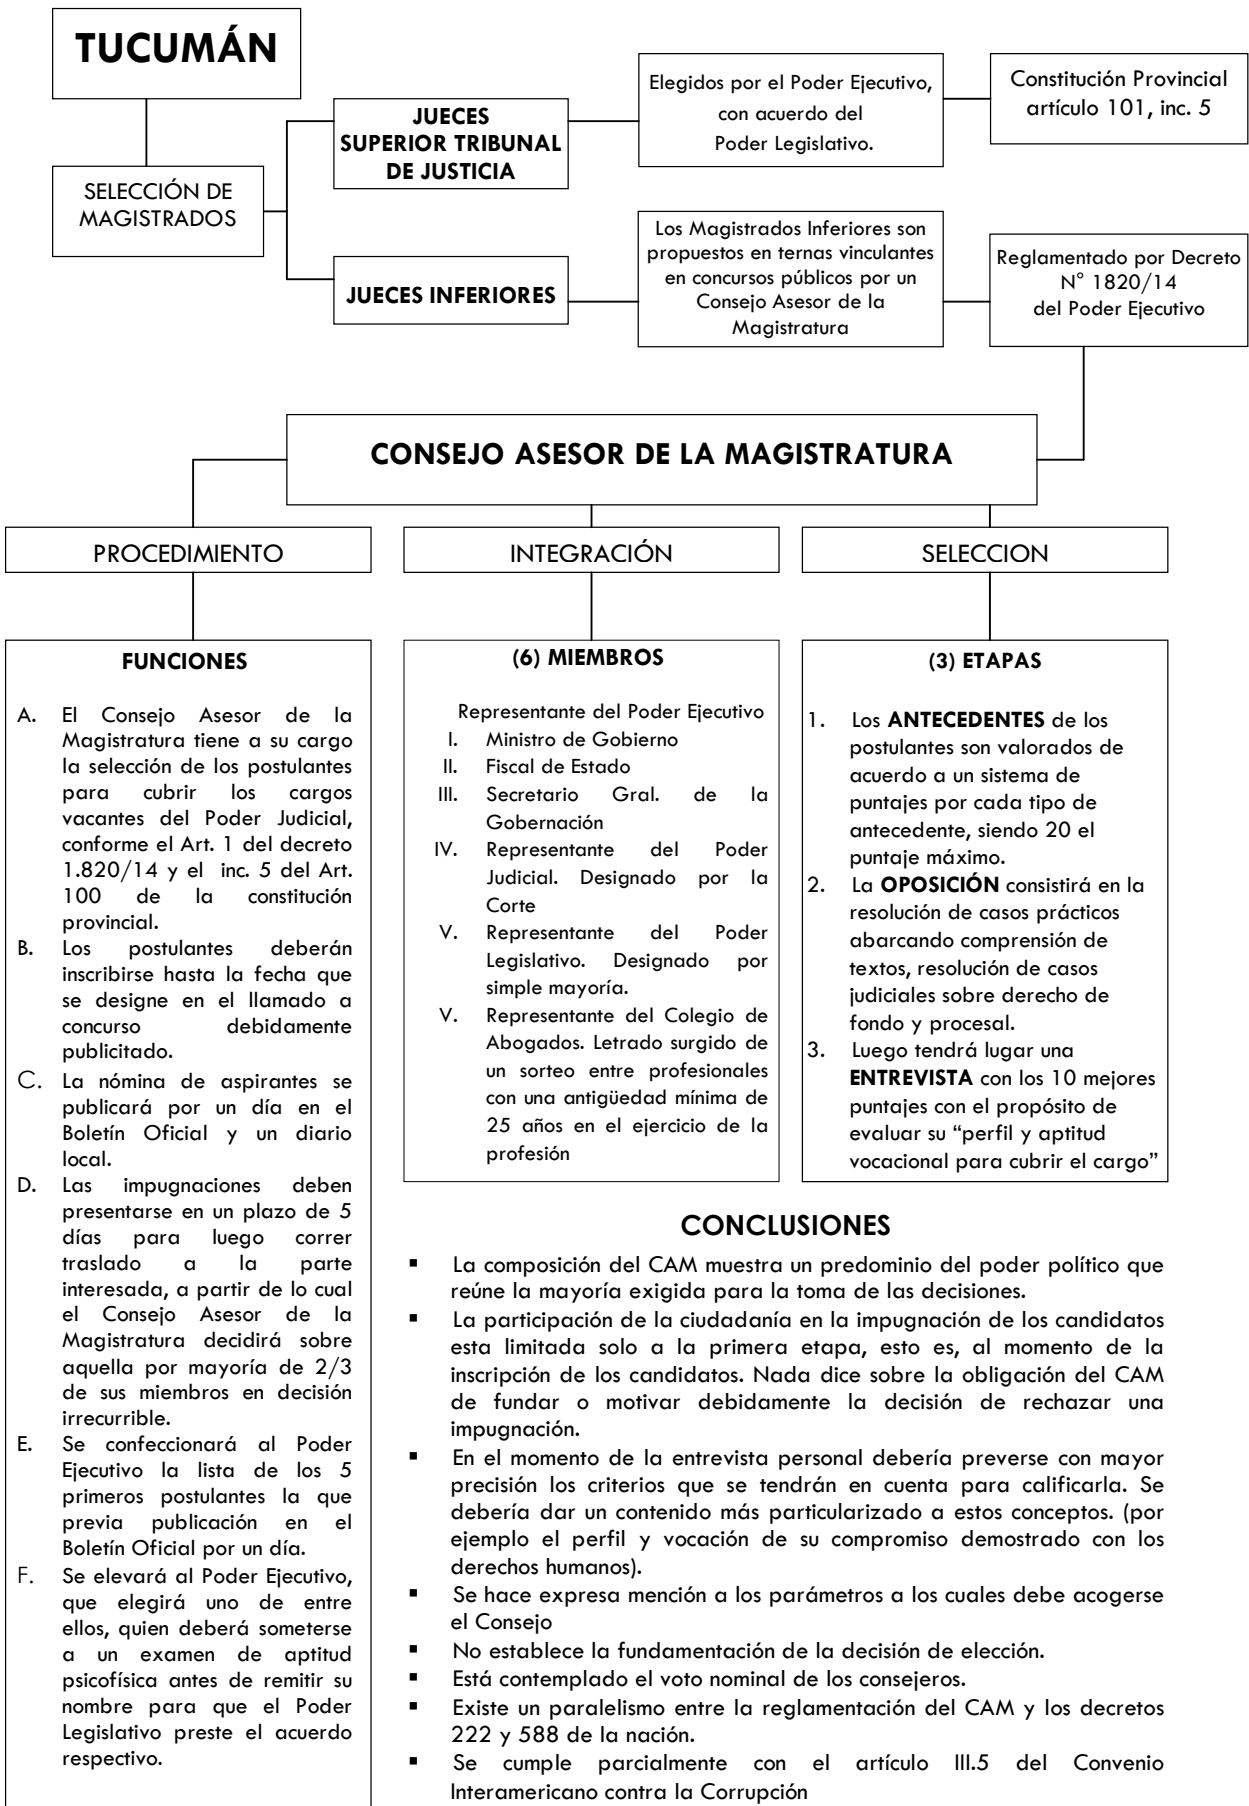 TUCUMÁN
SELECCIÓN DE
MAGISTRADOS
JUECES
SUPERIOR TRIBUNAL
DE JUSTICIA
Elegidos por el Poder Ejecutivo,
con acuerdo del
Poder Legislativo.
Constitución Provincial
artículo 101, inc. 5
JUECES INFERIORES
Los Magistrados Inferiores son
propuestos en ternas vinculantes
en concursos públicos por un
Consejo Asesor de la
Magistratura
Reglamentado por Decreto
N° 1820/14
del Poder Ejecutivo
CONSEJO ASESOR DE LA MAGISTRATURA
PROCEDIMIENTO
FUNCIONES
A. El Consejo Asesor de la
Magistratura tiene a su cargo
la selección de los postulantes
para cubrir los cargos
vacantes del Poder Judicial,
conforme el Art. 1 del decreto
1.820/14 y el inc. 5 del Art.
100 de la constitución
provincial.
B. Los postulantes deberán
inscribirse hasta la fecha que
se designe en el llamado a
concurso debidamente
publicitado.
C. La nómina de aspirantes se
publicará por un día en el
Boletín Oficial y un diario
local.
D. Las impugnaciones deben
presentarse en un plazo de 5
días para luego correr
traslado a la parte
interesada, a partir de lo cual
el Consejo Asesor de la
Magistratura decidirá sobre
aquella por mayoría de 2/3
de sus miembros en decisión
irrecurrible.
E. Se confeccionará al Poder
Ejecutivo la lista de los 5
primeros postulantes la que
previa publicación en el
Boletín Oficial por un día.
F. Se elevará al Poder Ejecutivo,
que elegirá uno de entre
ellos, quien deberá someterse
a un examen de aptitud
psicofísica antes de remitir su
nombre para que el Poder
Legislativo preste el acuerdo
respectivo.
INTEGRACIÓN
(6) MIEMBROS
Representante del Poder Ejecutivo
I. Ministro de Gobierno
II. Fiscal de Estado
III. Secretario Gral. de la
Gobernación
IV. Representante del Poder
Judicial. Designado por la
Corte
V. Representante del Poder
Legislativo. Designado por
simple mayoría.
V. Representante del Colegio de
Abogados. Letrado surgido de
un sorteo entre profesionales
con una antigüedad mínima de
25 años en el ejercicio de la
profesión
SELECCION
(3) ETAPAS
1. Los ANTECEDENTES de los
postulantes son valorados de
acuerdo a un sistema de
puntajes por cada tipo de
antecedente, siendo 20 el
puntaje máximo.
2. La OPOSICIÓN consistirá en la
resolución de casos prácticos
abarcando comprensión de
textos, resolución de casos
judiciales sobre derecho de
fondo y procesal.
3. Luego tendrá lugar una
ENTREVISTA con los 10 mejores
puntajes con el propósito de
evaluar su “perfil y aptitud
vocacional para cubrir el cargo”
CONCLUSIONES
▪ La composición del CAM muestra un predominio del poder político que
reúne la mayoría exigida para la toma de las decisiones.
▪ La participación de la ciudadanía en la impugnación de los candidatos
esta limitada solo a la primera etapa, esto es, al momento de la
inscripción de los candidatos. Nada dice sobre la obligación del CAM
de fundar o motivar debidamente la decisión de rechazar una
impugnación.
▪ En el momento de la entrevista personal debería preverse con mayor
precisión los criterios que se tendrán en cuenta para calificarla. Se
debería dar un contenido más particularizado a estos conceptos. (por
ejemplo el perfil y vocación de su compromiso demostrado con los
derechos humanos).
▪ Se hace expresa mención a los parámetros a los cuales debe acogerse
el Consejo
▪ No establece la fundamentación de la decisión de elección.
▪ Está contemplado el voto nominal de los consejeros.
▪ Existe un paralelismo entre la reglamentación del CAM y los decretos
222 y 588 de la nación.
▪ Se cumple parcialmente con el artículo III.5 del Convenio
Interamericano contra la Corrupción